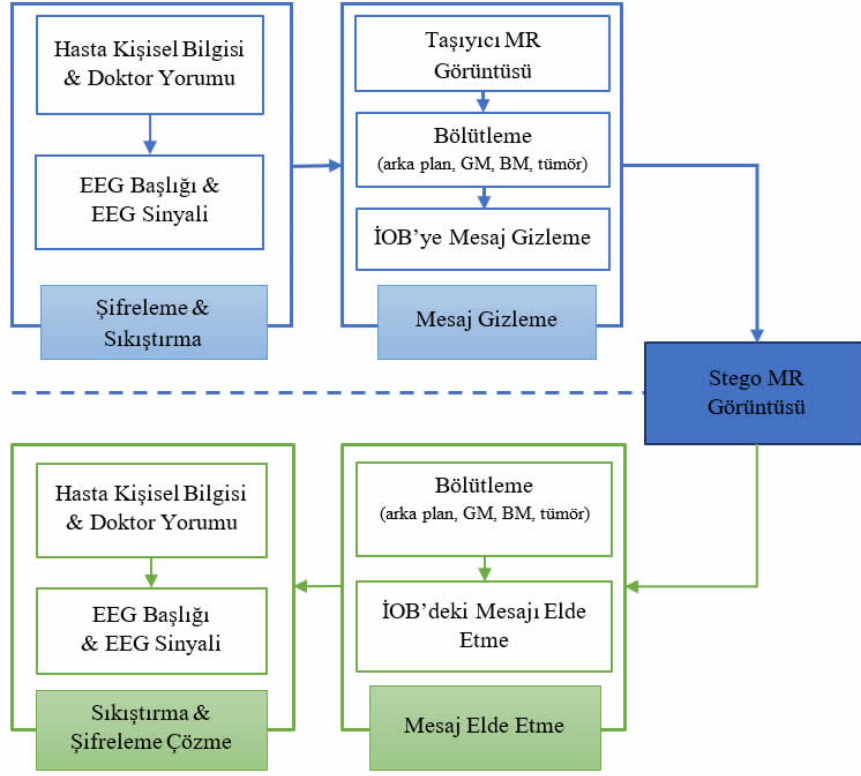 Hasta Kişisel Bilgisi
& Doktor Yorumu
EEG Başlığı &
EEG Sinyali
Şifreleme &
Sıkıştırma
Taşıyıcı MR
Görüntüsü
Bölütleme
(arka plan, GM, BM, tümör)
İOB'ye Mesaj Gizleme
Mesaj Gizleme
Stego MR
Görüntüsü
Bölütleme
(arka plan, GM, BM, tümör)
İOB'deki Mesajı Elde
Etme
Mesaj Elde Etme
Hasta Kişisel Bilgisi
& Doktor Yorumu
EEG Başlığı
& EEG Sinyali
Sıkıştırma &
Şifreleme Çözme